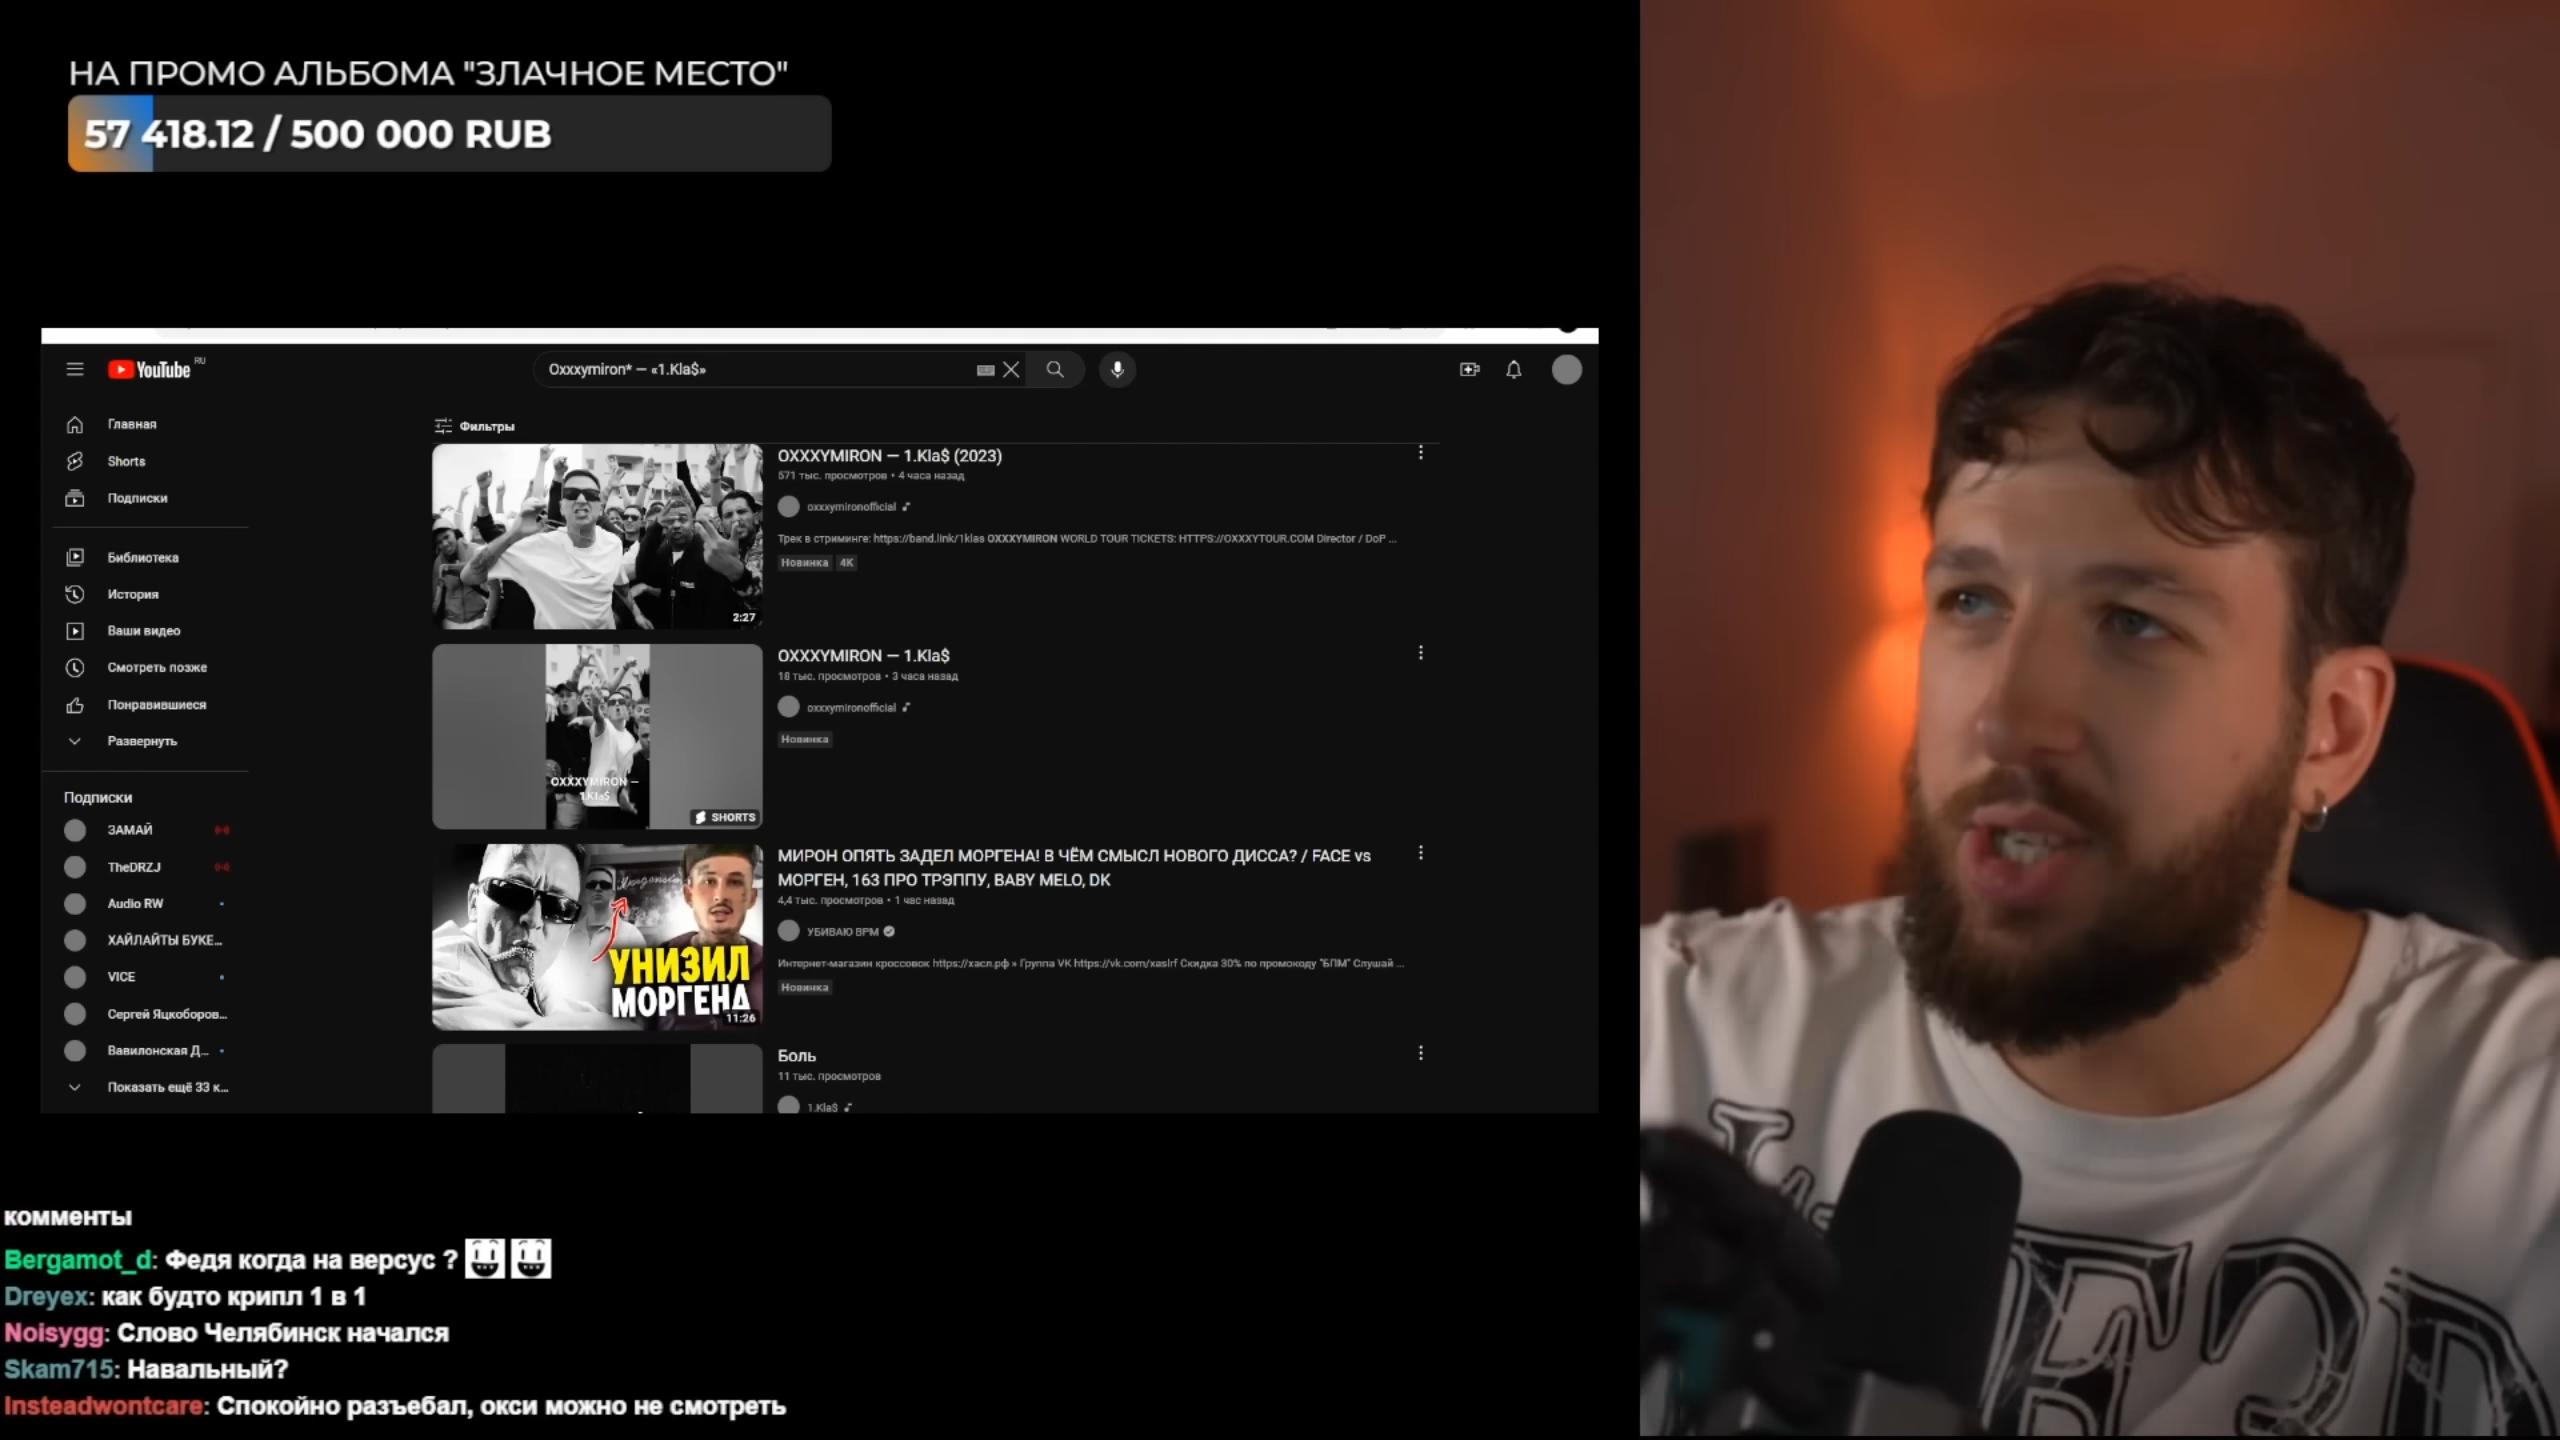 НА ПРОМО АЛЬБОМА "ЗЛАЧНОЕ МЕСТО"
57 418.12 / 500 000 RUB
YouTube RU
Oxxxymiron* — «1.Kla$»
Главная
Shorts
Подписки
Библиотека
История
Ваши видео
Смотреть позже
Понравившиеся
Развернуть
Подписки
ЗАМАЙ
TheDRZJ
Audio RW
ХАЙЛАЙТЫ БУКЕ...
VICE
Сергей Яцкоборов...
Вавилонская Д...
Показать ещё 33 к...
Фильтры
2:27
OXXXYMIRON — 1.Kla$ (2023)
571 тыс. просмотров • 4 часа назад
oxxxymironofficial
Трек в стриминге: https://band.link/1klas OXXXYMIRON WORLD TOUR TICKETS: HTTPS://OXXXYTOUR.COM Director / DoP ...
Новинка 4K
OXXXYMIRON —
1.Kla$
SHORTS
OXXXYMIRON — 1.Kla$
18 тыс. просмотров • 3 часа назад
oxxxymironofficial
Новинка
УНИЗИЛ
МОРГЕНА
11:26
МИРОН ОПЯТЬ ЗАДЕЛ МОРГЕНА! В ЧЁМ СМЫСЛ НОВОГО ДИССА? / FACE vs
МОРГЕН, 163 ПРО ТРЭППУ, BABY MELO, DK
4,4 тыс. просмотров • 1 час назад
УБИВАЮ BPM
Интернет-магазин кроссовок https://хасл.рф » Группа VK https://vk.com/xaslrf Скидка 30% по промокоду "БПМ" Слушай ...
Новинка
Боль
11 тыс. просмотров
1.Kla$
комменты
Bergamot_d: Федя когда на версус ?
Dreyex: как будто крипл 1 в 1
Noisygg: Слово Челябинск начался
Skam715: Навальный?
Insteadwontcare: Спокойно разъебал, окси можно не смотреть